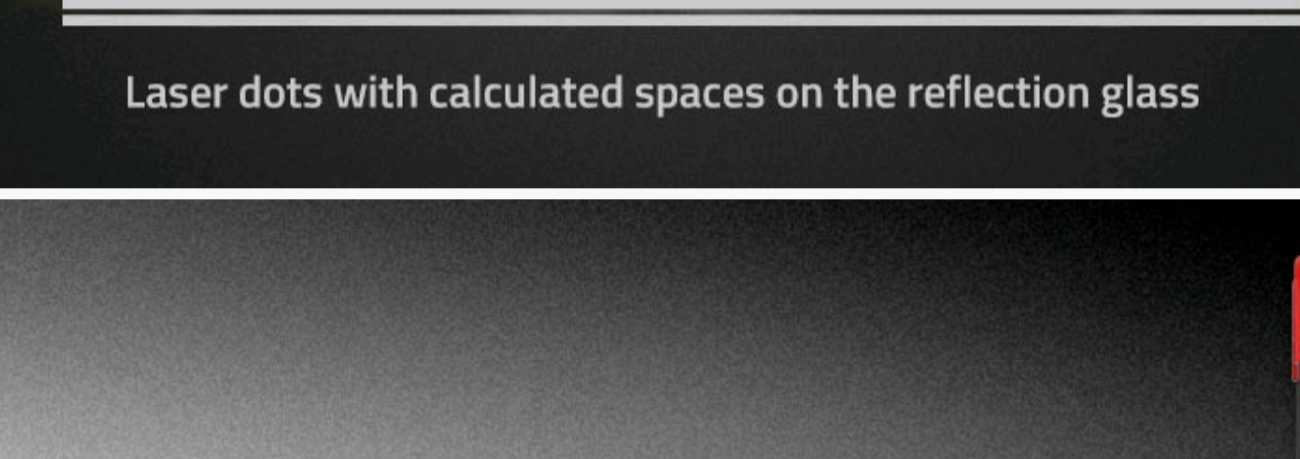 Laser dots with calculated spaces on the reflection glass